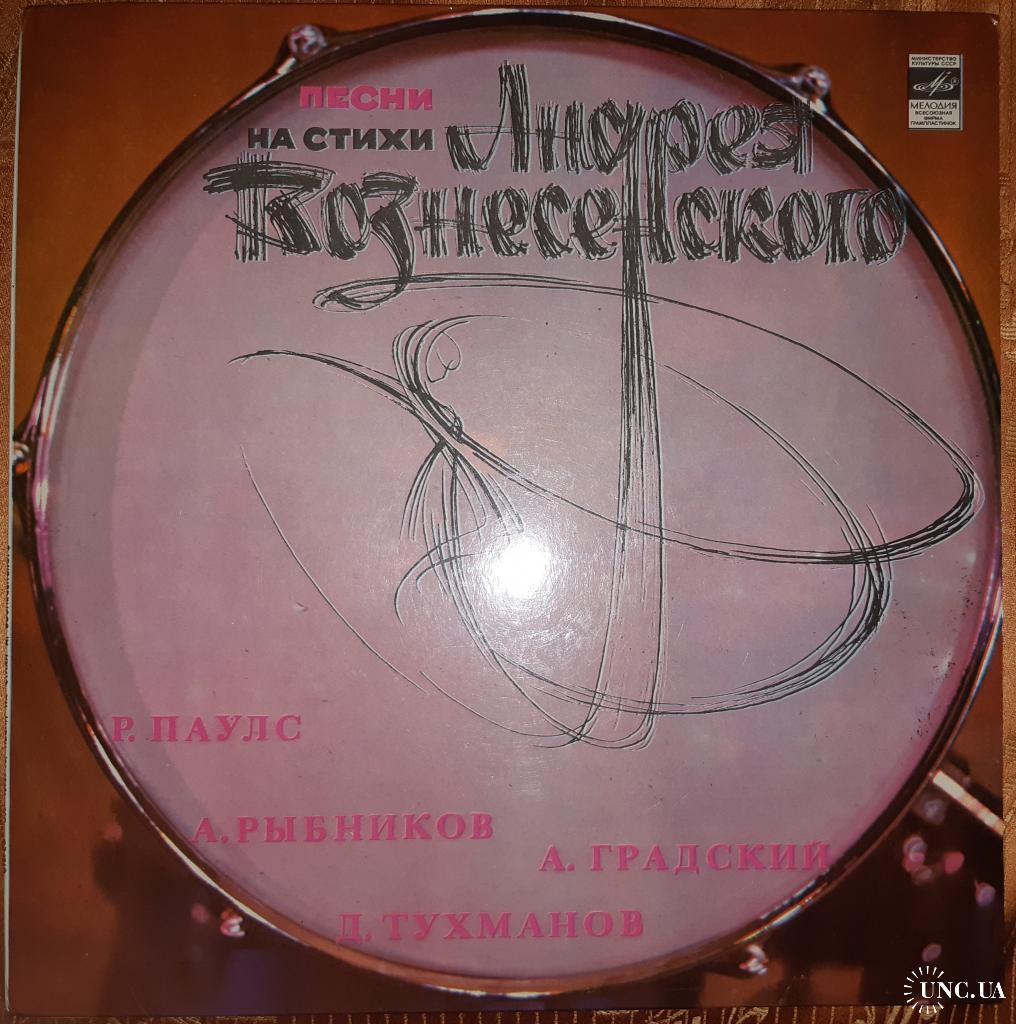 ПЕСНИ
НА СТИХИ Андрея
Вознесенского
МИНИСТЕРСТВО
КУЛЬТУРЫ СССР
МЕЛОДИЯ
ВСЕСОЮЗНАЯ
ФИРМА
ГРАМПЛАСТИНОК
Р. ПАУЛС
А. РЫБНИКОВ
А. ГРАДСКИЙ
Д. ТУХМАНОВ
UNC.UA